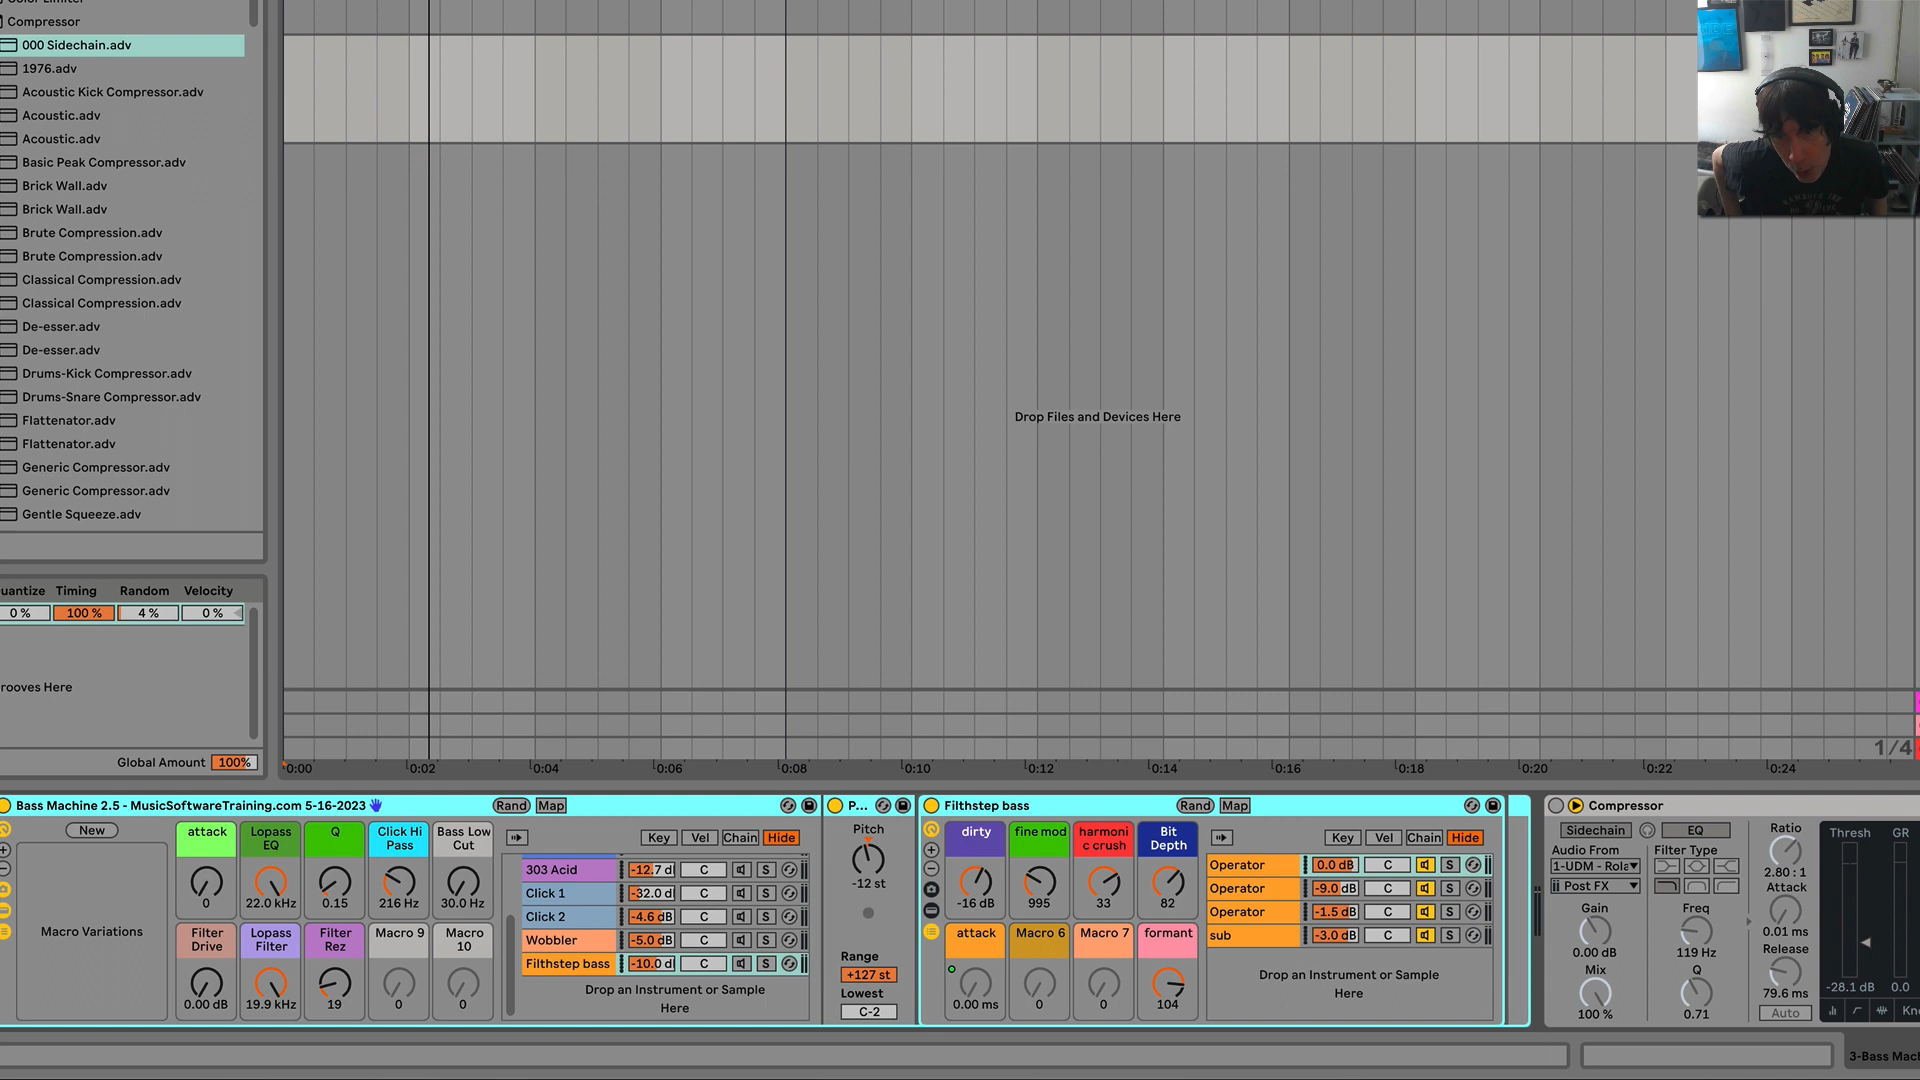 Compressor
000 Sidechain.adv
1976.adv
Acoustic Kick Compressor.adv
Acoustic.adv
Acoustic.adv
Basic Peak Compressor.adv
Brick Wall.adv
Brick Wall.adv
Brute Compression.adv
Brute Compression.adv
Classical Compression.adv
Classical Compression.adv
De-esser.adv
De-esser.adv
Drums-Kick Compressor.adv
Drums-Snare Compressor.adv
Flattenator.adv
Flattenator.adv
Generic Compressor.adv
Generic Compressor.adv
Gentle Squeeze.adv
Drop Files and Devices Here
uantize Timing Random Velocity
0 % 100 % 4 % 0 %
rooves Here
Global Amount 100%
1/4
0:00 0:02 0:04 0:06 0:08 0:10 0:12 0:14 0:16 0:18 0:20 0:22 0:24
Bass Machine 2.5 - MusicSoftwareTraining.com 5-16-2023 Rand Map
New
Macro Variations
attack Lopass EQ Q Click Hi Pass Bass Low Cut
0 22.0 kHz 0.15 216 Hz 30.0 Hz
Filter Drive Lopass Filter Filter Rez Macro 9 Macro 10
0.00 dB 19.9 kHz 19 0 0
Key Vel Chain Hide
303 Acid -12.7 d C S
Click 1 -32.0 d C S
Click 2 -4.6 dB C S
Wobbler -5.0 dB C S
Filthstep bass -10.0 d C S
Drop an Instrument or Sample
Here
P...
Pitch
-12 st
Range
+127 st
Lowest
C-2
Filthstep bass Rand Map
dirty fine mod harmoni c crush Bit Depth
-16 dB 995 33 82
attack Macro 6 Macro 7 formant
0.00 ms 0 0 104
Key Vel Chain Hide
Operator 0.0 dB C S
Operator -9.0 dB C S
Operator -1.5 dB C S
sub -3.0 dB C S
Drop an Instrument or Sample
Here
Compressor
Sidechain EQ
Audio From Filter Type
1-UDM - Rola
Post FX
Gain Freq
0.00 dB 119 Hz
Mix Q
100 % 0.71
Ratio
2.80 : 1
Attack
0.01 ms
Release
79.6 ms
Auto
Thresh GR
-28.1 dB 0.0
Kn
3-Bass Mac